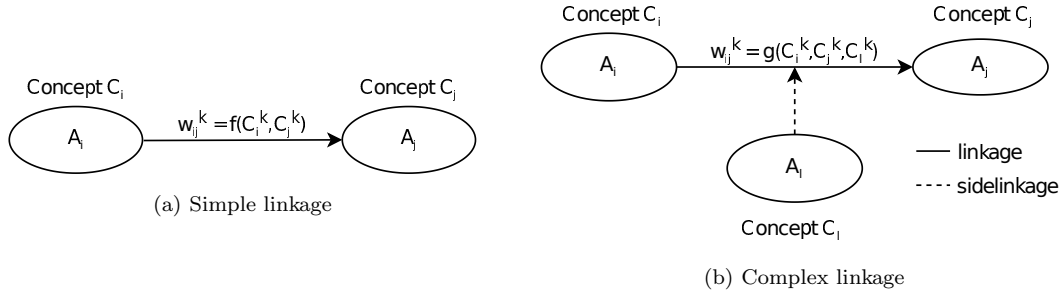 Concept C_i
A_i
w_ij^k = f(C_i^k, C_j^k)
Concept C_j
A_j
(a) Simple linkage
Concept C_i
A_i
w_ij^k = g(C_i^k, C_j^k, C_l^k)
Concept C_j
A_j
A_l
Concept C_l
linkage
sidelinkage
(b) Complex linkage